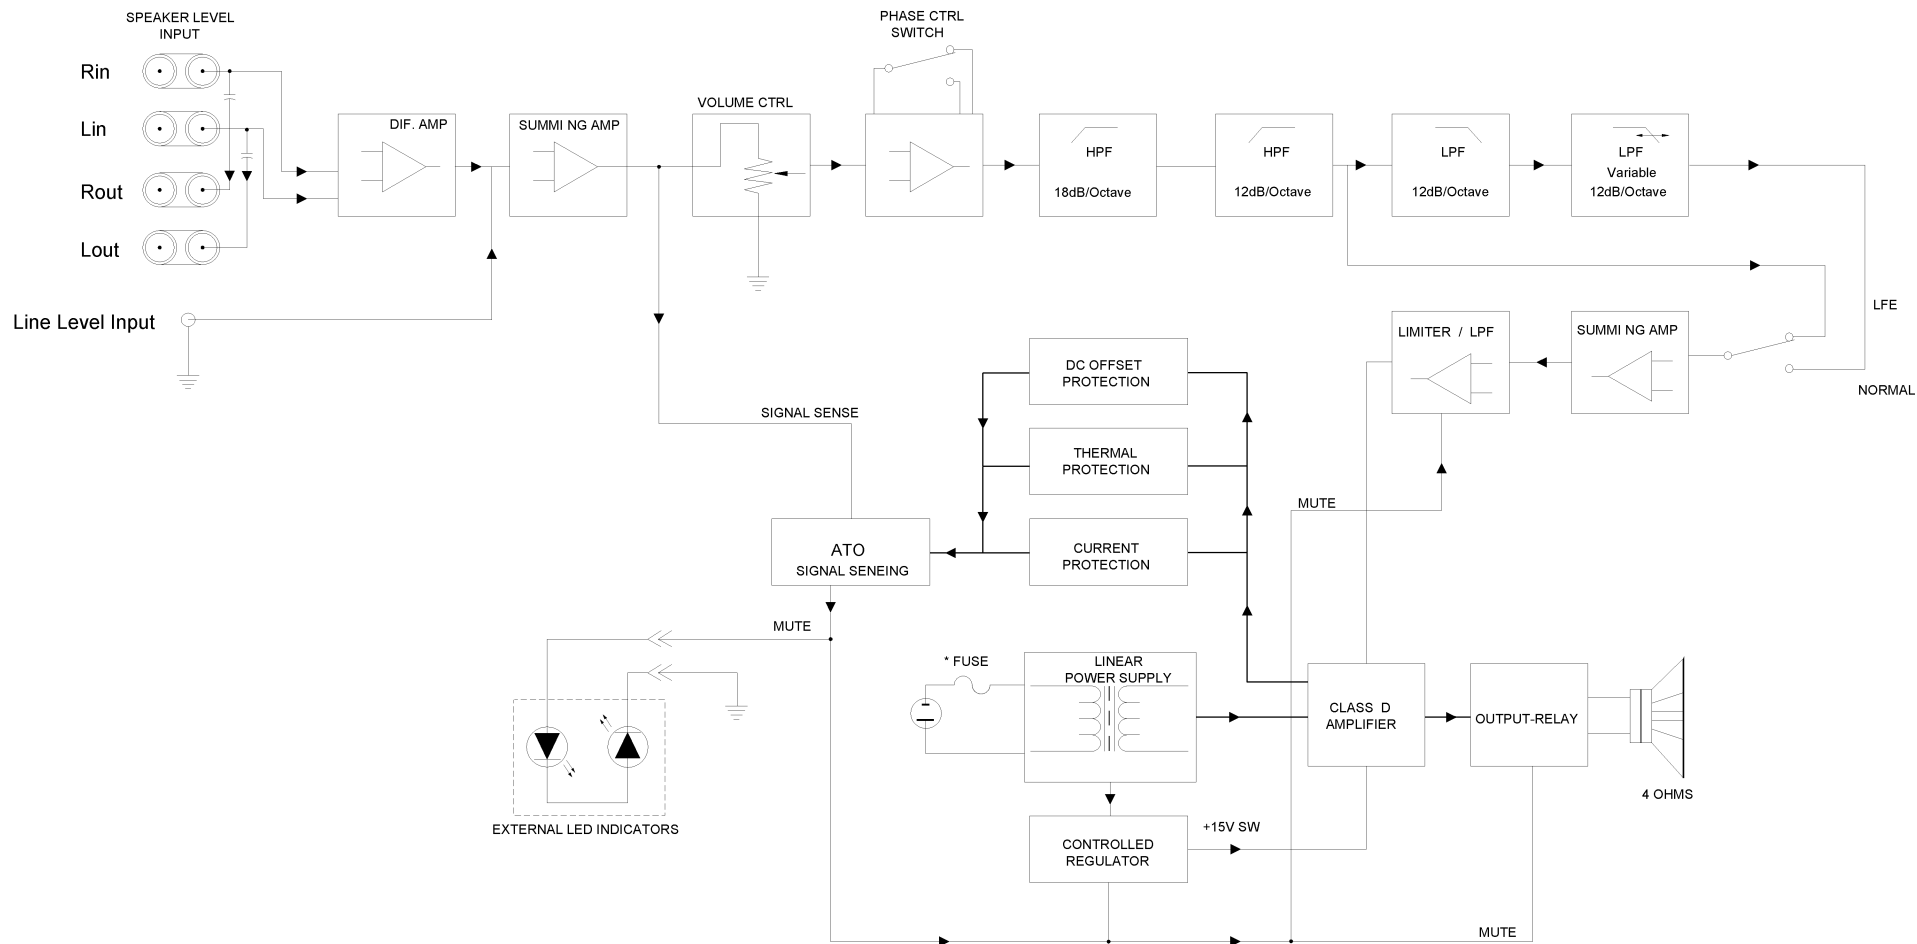 SPEAKER LEVEL
INPUT
PHASE CTRL
SWITCH
Rin
Lin
Rout
Lout
Line Level Input
DIF. AMP
SUMMI NG AMP
VOLUME CTRL
HPF
18dB/Octave
HPF
12dB/Octave
LPF
12dB/Octave
LPF
Variable
12dB/Octave
LFE
NORMAL
LIMITER / LPF
SUMMI NG AMP
DC OFFSET
PROTECTION
SIGNAL SENSE
THERMAL
PROTECTION
MUTE
CURRENT
PROTECTION
ATO
SIGNAL SENEING
MUTE
* FUSE
LINEAR
POWER SUPPLY
CLASS D
AMPLIFIER
OUTPUT-RELAY
4 OHMS
EXTERNAL LED INDICATORS
+15V SW
CONTROLLED
REGULATOR
MUTE